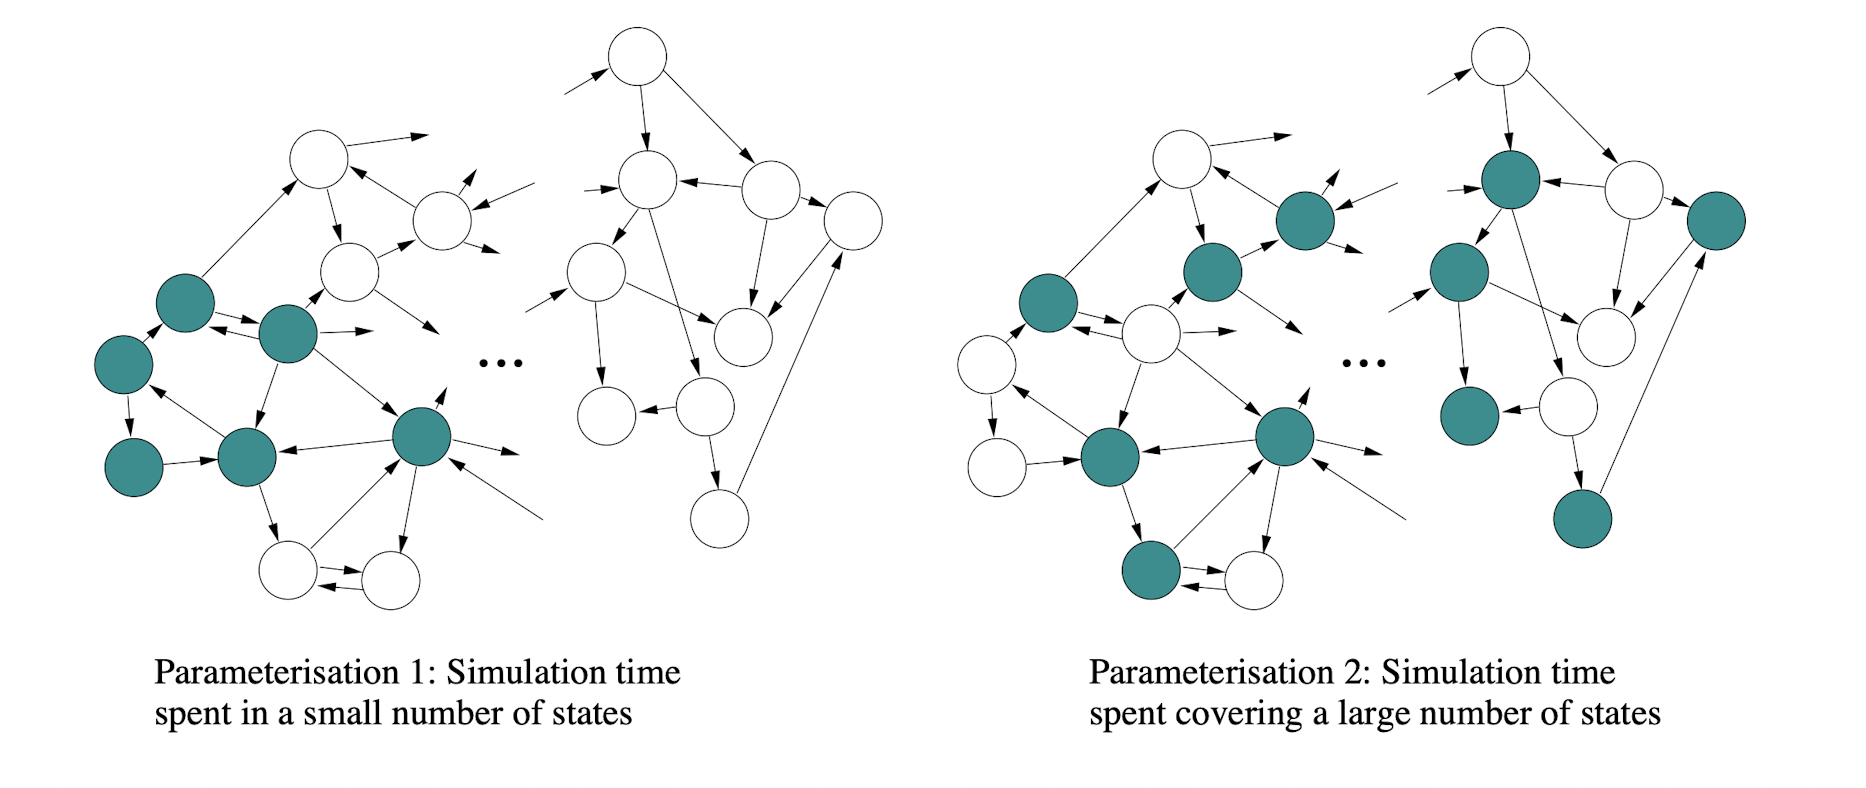 Parameterisation 1: Simulation time
spent in a small number of states
Parameterisation 2: Simulation time
spent covering a large number of states